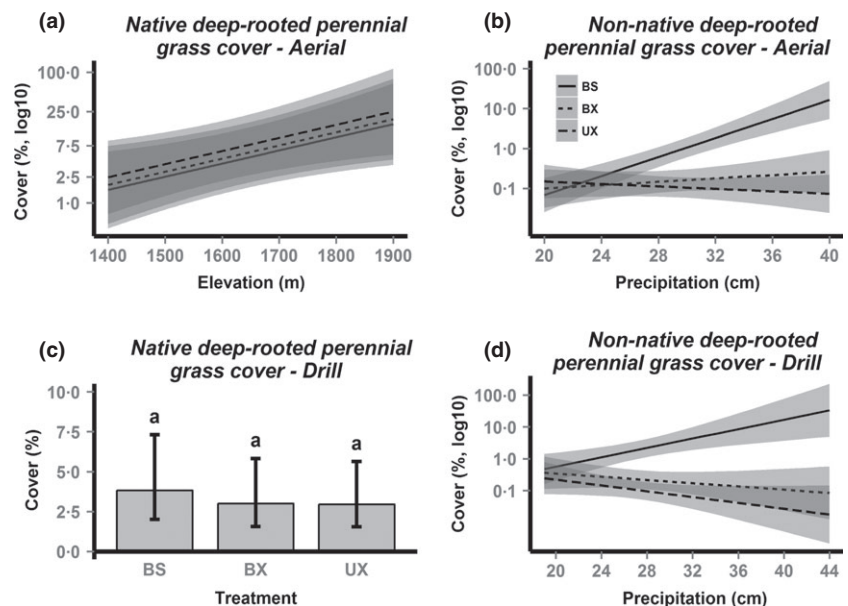 (a)
Native deep-rooted perennial
grass cover - Aerial
Cover (%, log10)
100·0
25·0
7·5
2·5
1·0
1400 1500 1600 1700 1800 1900
Elevation (m)
(b)
Non-native deep-rooted
perennial grass cover - Aerial
Cover (%, log10)
100·0
10·0
1·0
0·1
BS
BX
UX
20 24 28 32 36 40
Precipitation (cm)
(c)
Native deep-rooted perennial
grass cover - Drill
Cover (%)
10·0
7·5
5·0
2·5
0·0
a a a
BS BX UX
Treatment
(d)
Non-native deep-rooted
perennial grass cover - Drill
Cover (%, log10)
100·0
10·0
1·0
0·1
20 24 28 32 36 40 44
Precipitation (cm)